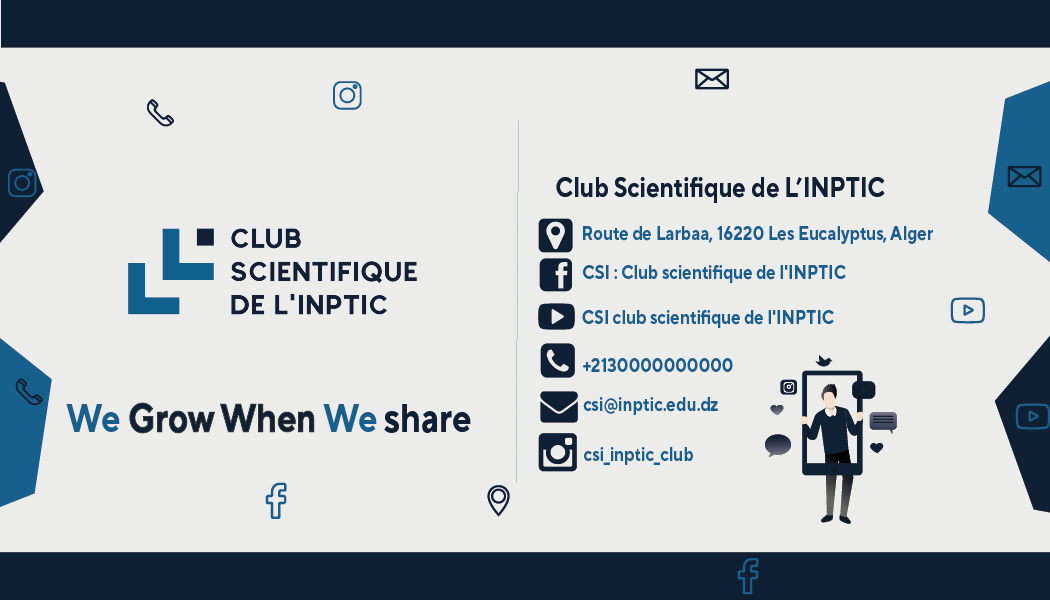 CLUB
SCIENTIFIQUE
DE L'INPTIC
We Grow When We share
Club Scientifique de L’INPTIC
Route de Larbaa, 16220 Les Eucalyptus, Alger
CSI : Club scientifique de l'INPTIC
CSI club scientifique de l'INPTIC
+2130000000000
csi@inptic.edu.dz
csi_inptic_club